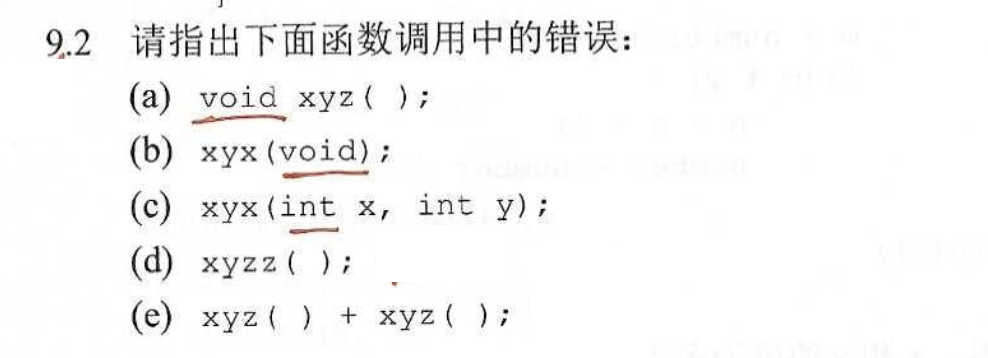 9.2 请指出下面函数调用中的错误：
(a) void xyz( );
(b) xyx(void);
(c) xyx(int x, int y);
(d) xyzz( );
(e) xyz( ) + xyz( );